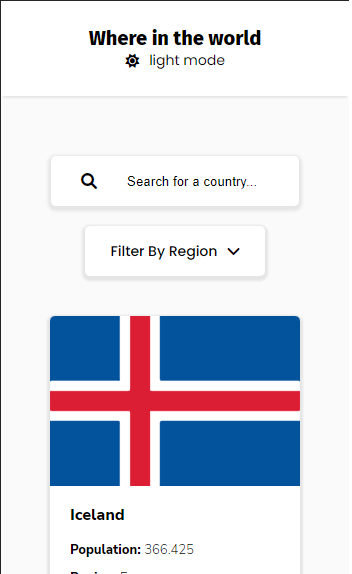 Where in the world
light mode
Search for a country...
Filter By Region
Iceland
Population: 366.425